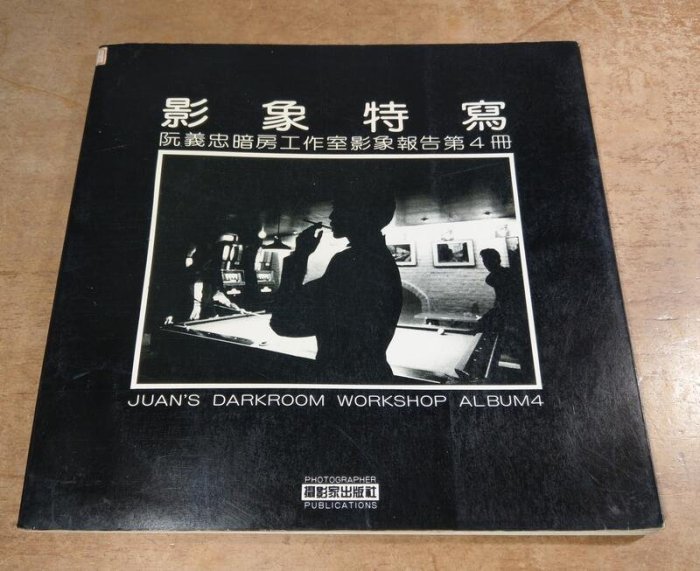 影象特寫
阮義忠暗房工作室影象報告第4冊
JUAN'S DARKROOM WORKSHOP ALBUM4
PHOTOGRAPHER
攝影家出版社
PUBLICATIONS